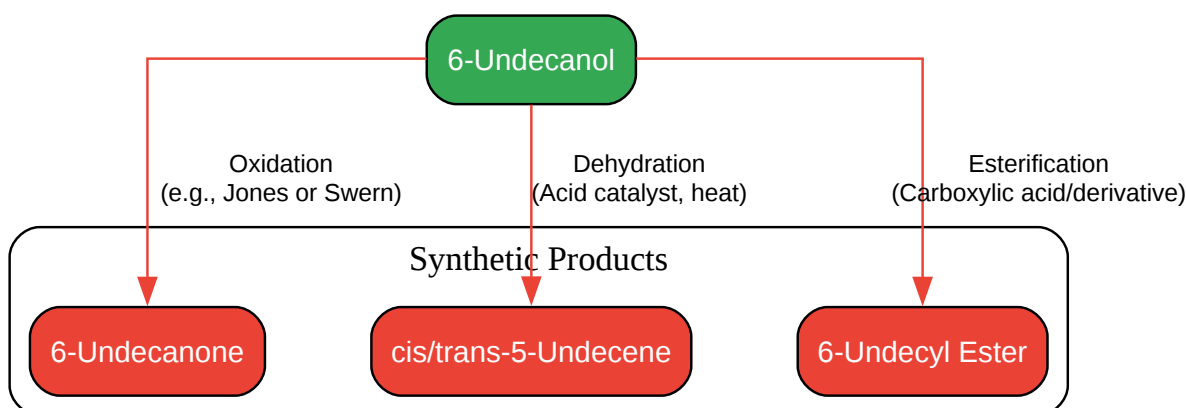 6-Undecanol
Oxidation
(e.g., Jones or Swern)
Dehydration
(Acid catalyst, heat)
Esterification
(Carboxylic acid/derivative)
Synthetic Products
6-Undecanone
cis/trans-5-Undecene
6-Undecyl Ester